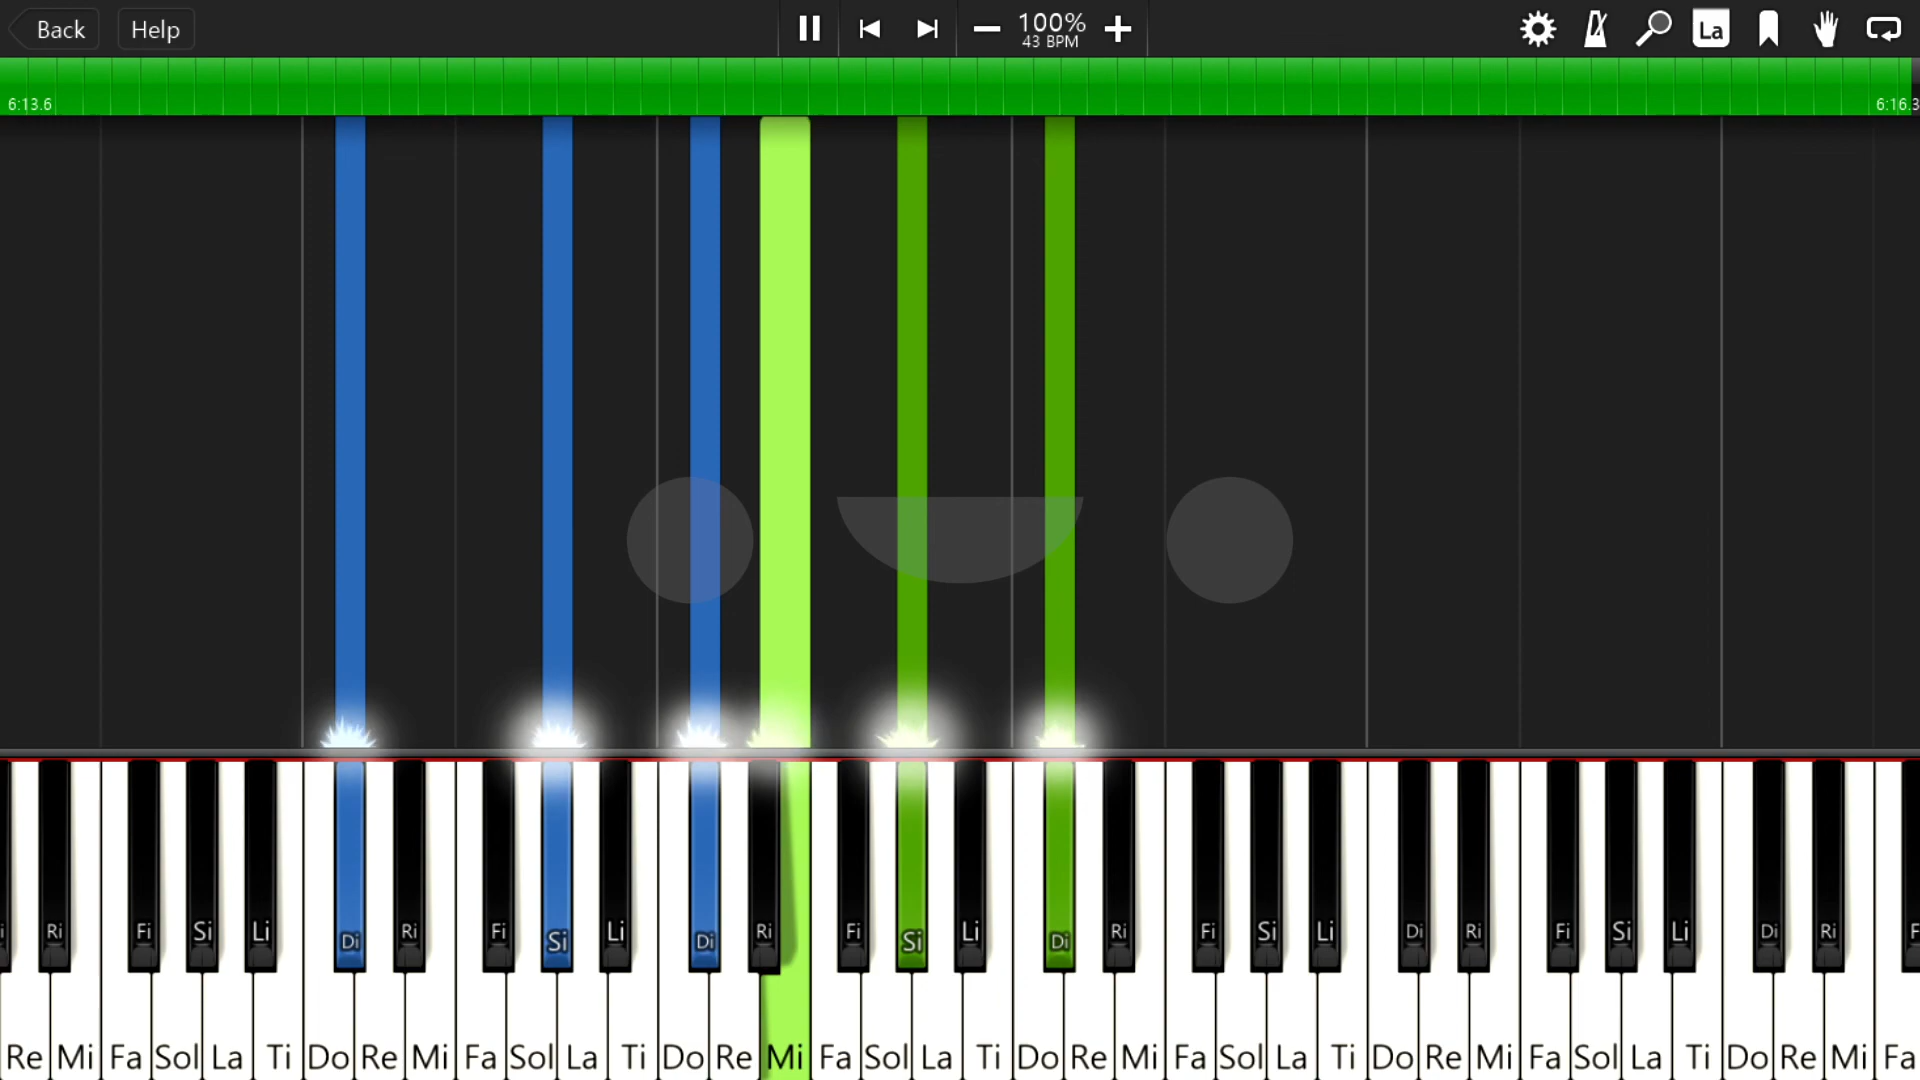 Back Help 100% La
43 BPM
6:13.6 6:16.3
Ri Fi Si Li Di Ri Fi Si Li Di Ri Fi Si Li Di Ri Fi Si Li Di Ri Fi Si Li Di Ri
Re Mi Fa Sol La Ti Do Re Mi Fa Sol La Ti Do Re Mi Fa Sol La Ti Do Re Mi Fa Sol La Ti Do Re Mi Fa Sol La Ti Do Re Mi Fa